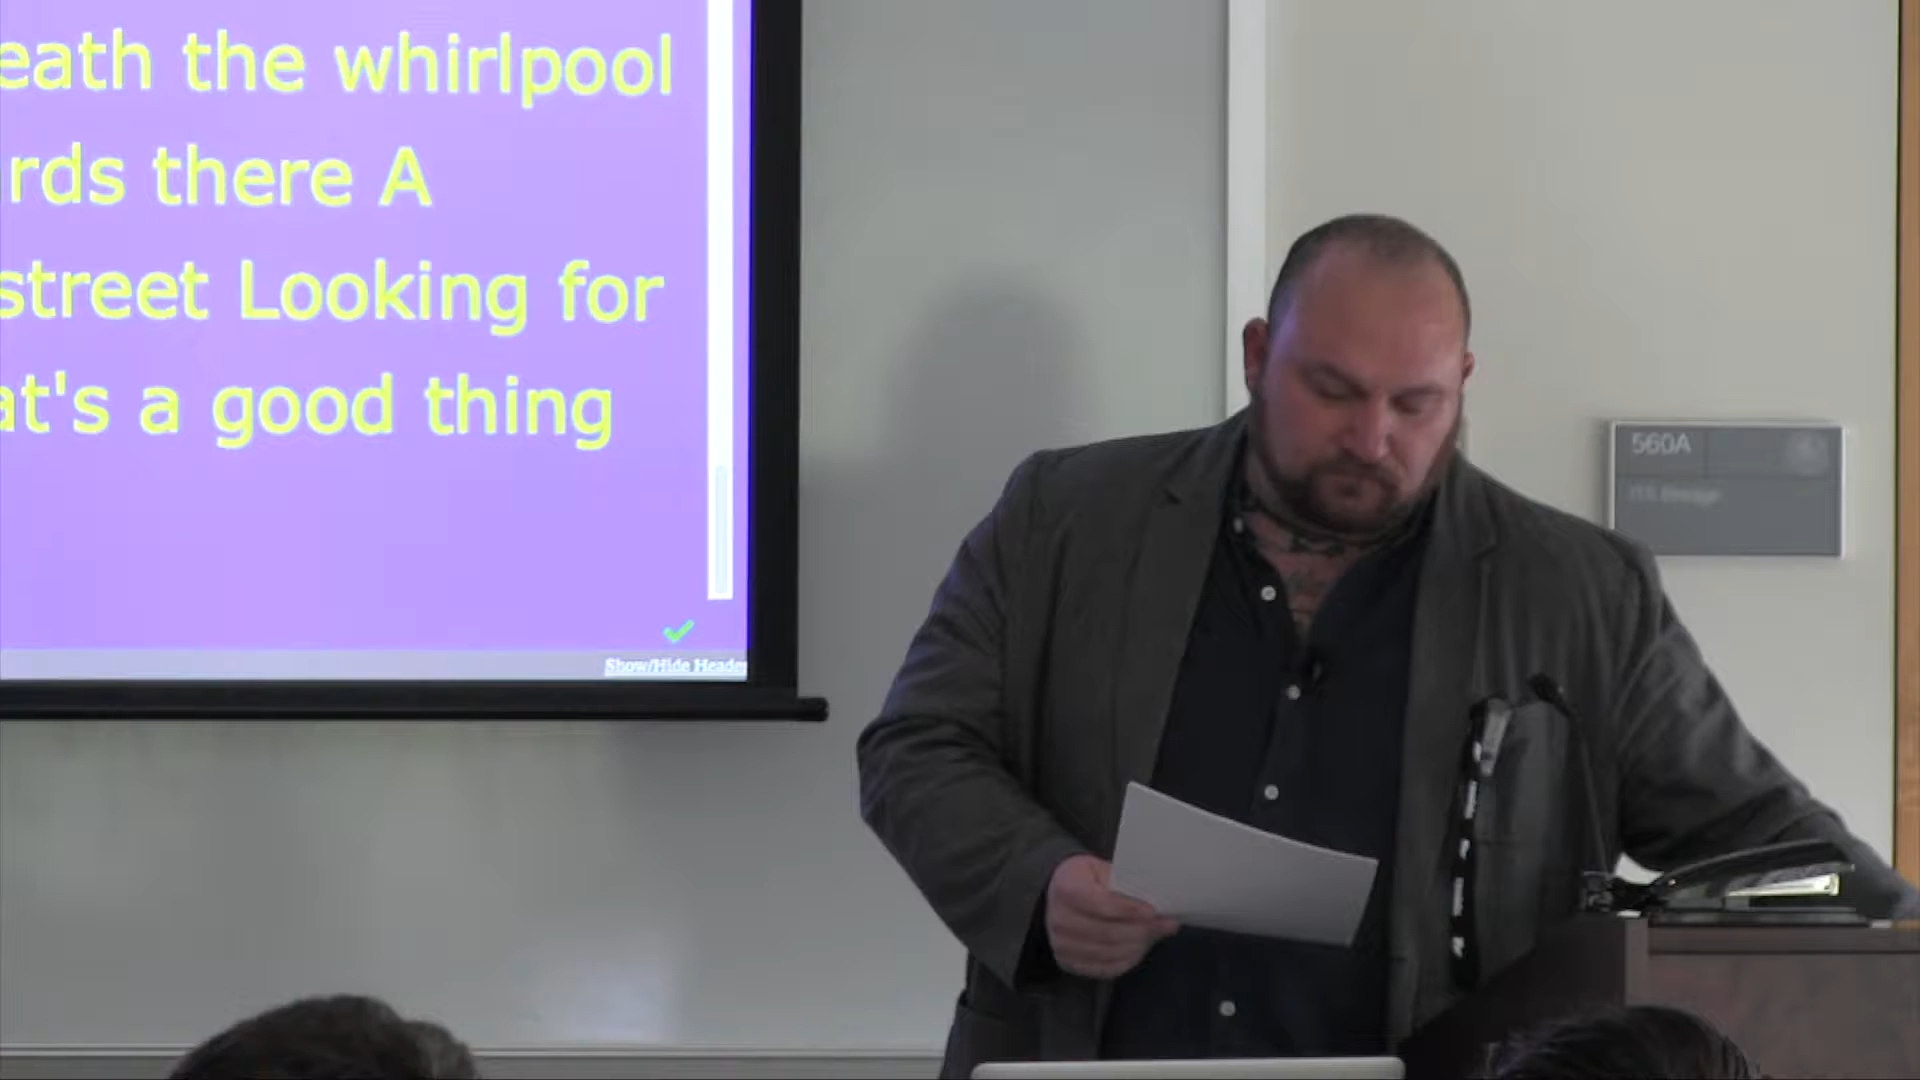 eath the whirlpool
rds there A
street Looking for
at's a good thing
Show/Hide Header
560A